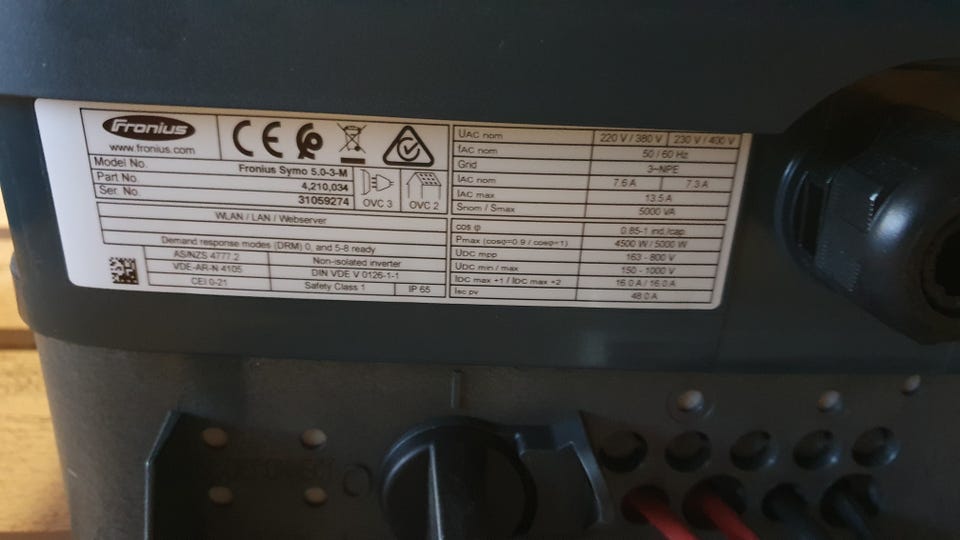 Fronius
www.fronius.com
Model No. Fronius Symo 5.0-3-M
Part No 4,210,034
Ser. No. 31059274
OVC 3 OVC 2
WLAN / LAN / Webserver
Demand response modes (DRM) 0, and 5-8 ready
AS/NZS 4777.2 Non-isolated inverter
VDE-AR-N 4105 DIN VDE V 0126-1-1
CEI 0-21 Safety Class 1 IP 65
UAC nom 220 V / 380 V 230 V / 400 V
fAC nom 50 / 60 Hz
Grid 3~NPE
IAC nom 7.6 A 7.3 A
IAC max 13.5 A
Snom / Smax 5000 VA
cos φ 0.85-1 ind./cap.
Pmax (cosφ=0.9 / cosφ=1) 4500 W / 5000 W
UDC mpp 163 - 800 V
UDC min / max 150 - 1000 V
IDC max +1 / IDC max +2 16.0 A / 16.0 A
Isc pv 48.0 A